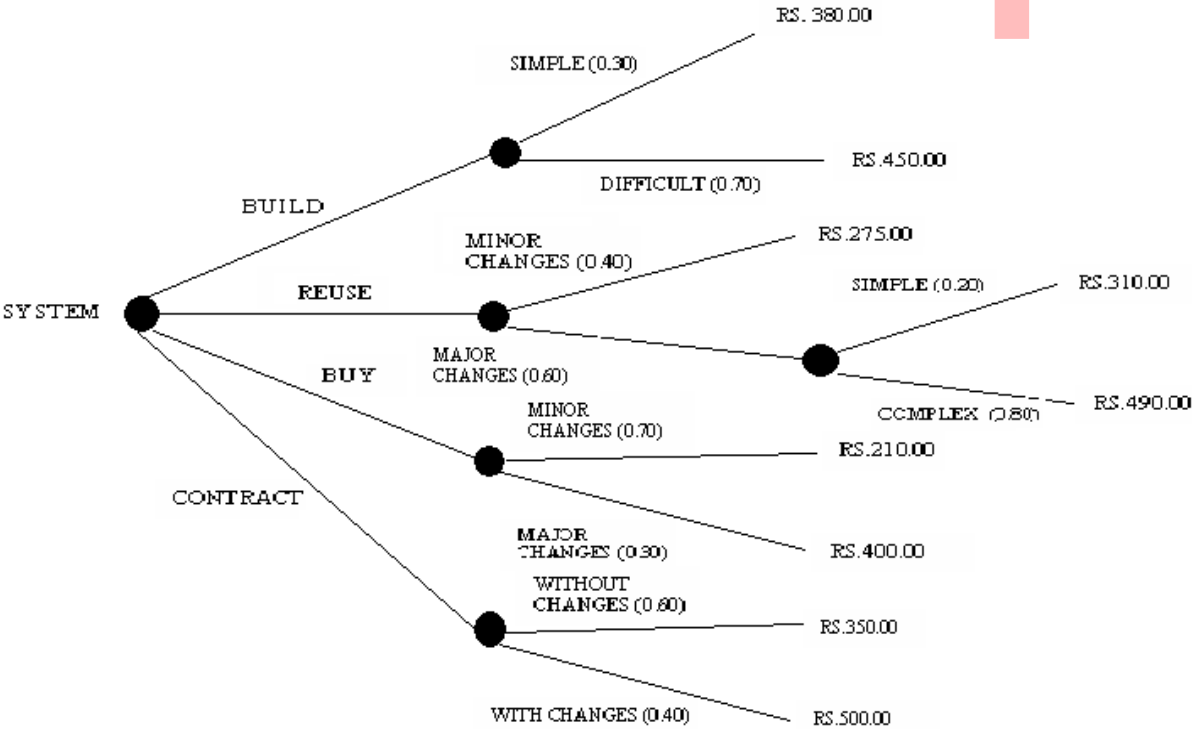 RS. 380.00
SIMPLE (0.30)
RS.450.00
DIFFICULT (0.70)
BUILD
MINOR
CHANGES (0.40)
RS.275.00
SIMPLE (0.20)
RS.310.00
REUSE
SYSTEM
MAJOR
CHANGES (0.60)
BUY
RS.490.00
COMPLEX (0.80)
MINOR
CHANGES (0.70)
RS.210.00
CONTRACT
MAJOR
CHANGES (0.30)
RS.400.00
WITHOUT
CHANGES (0.60)
RS.350.00
WITH CHANGES (0.40)
RS.500.00